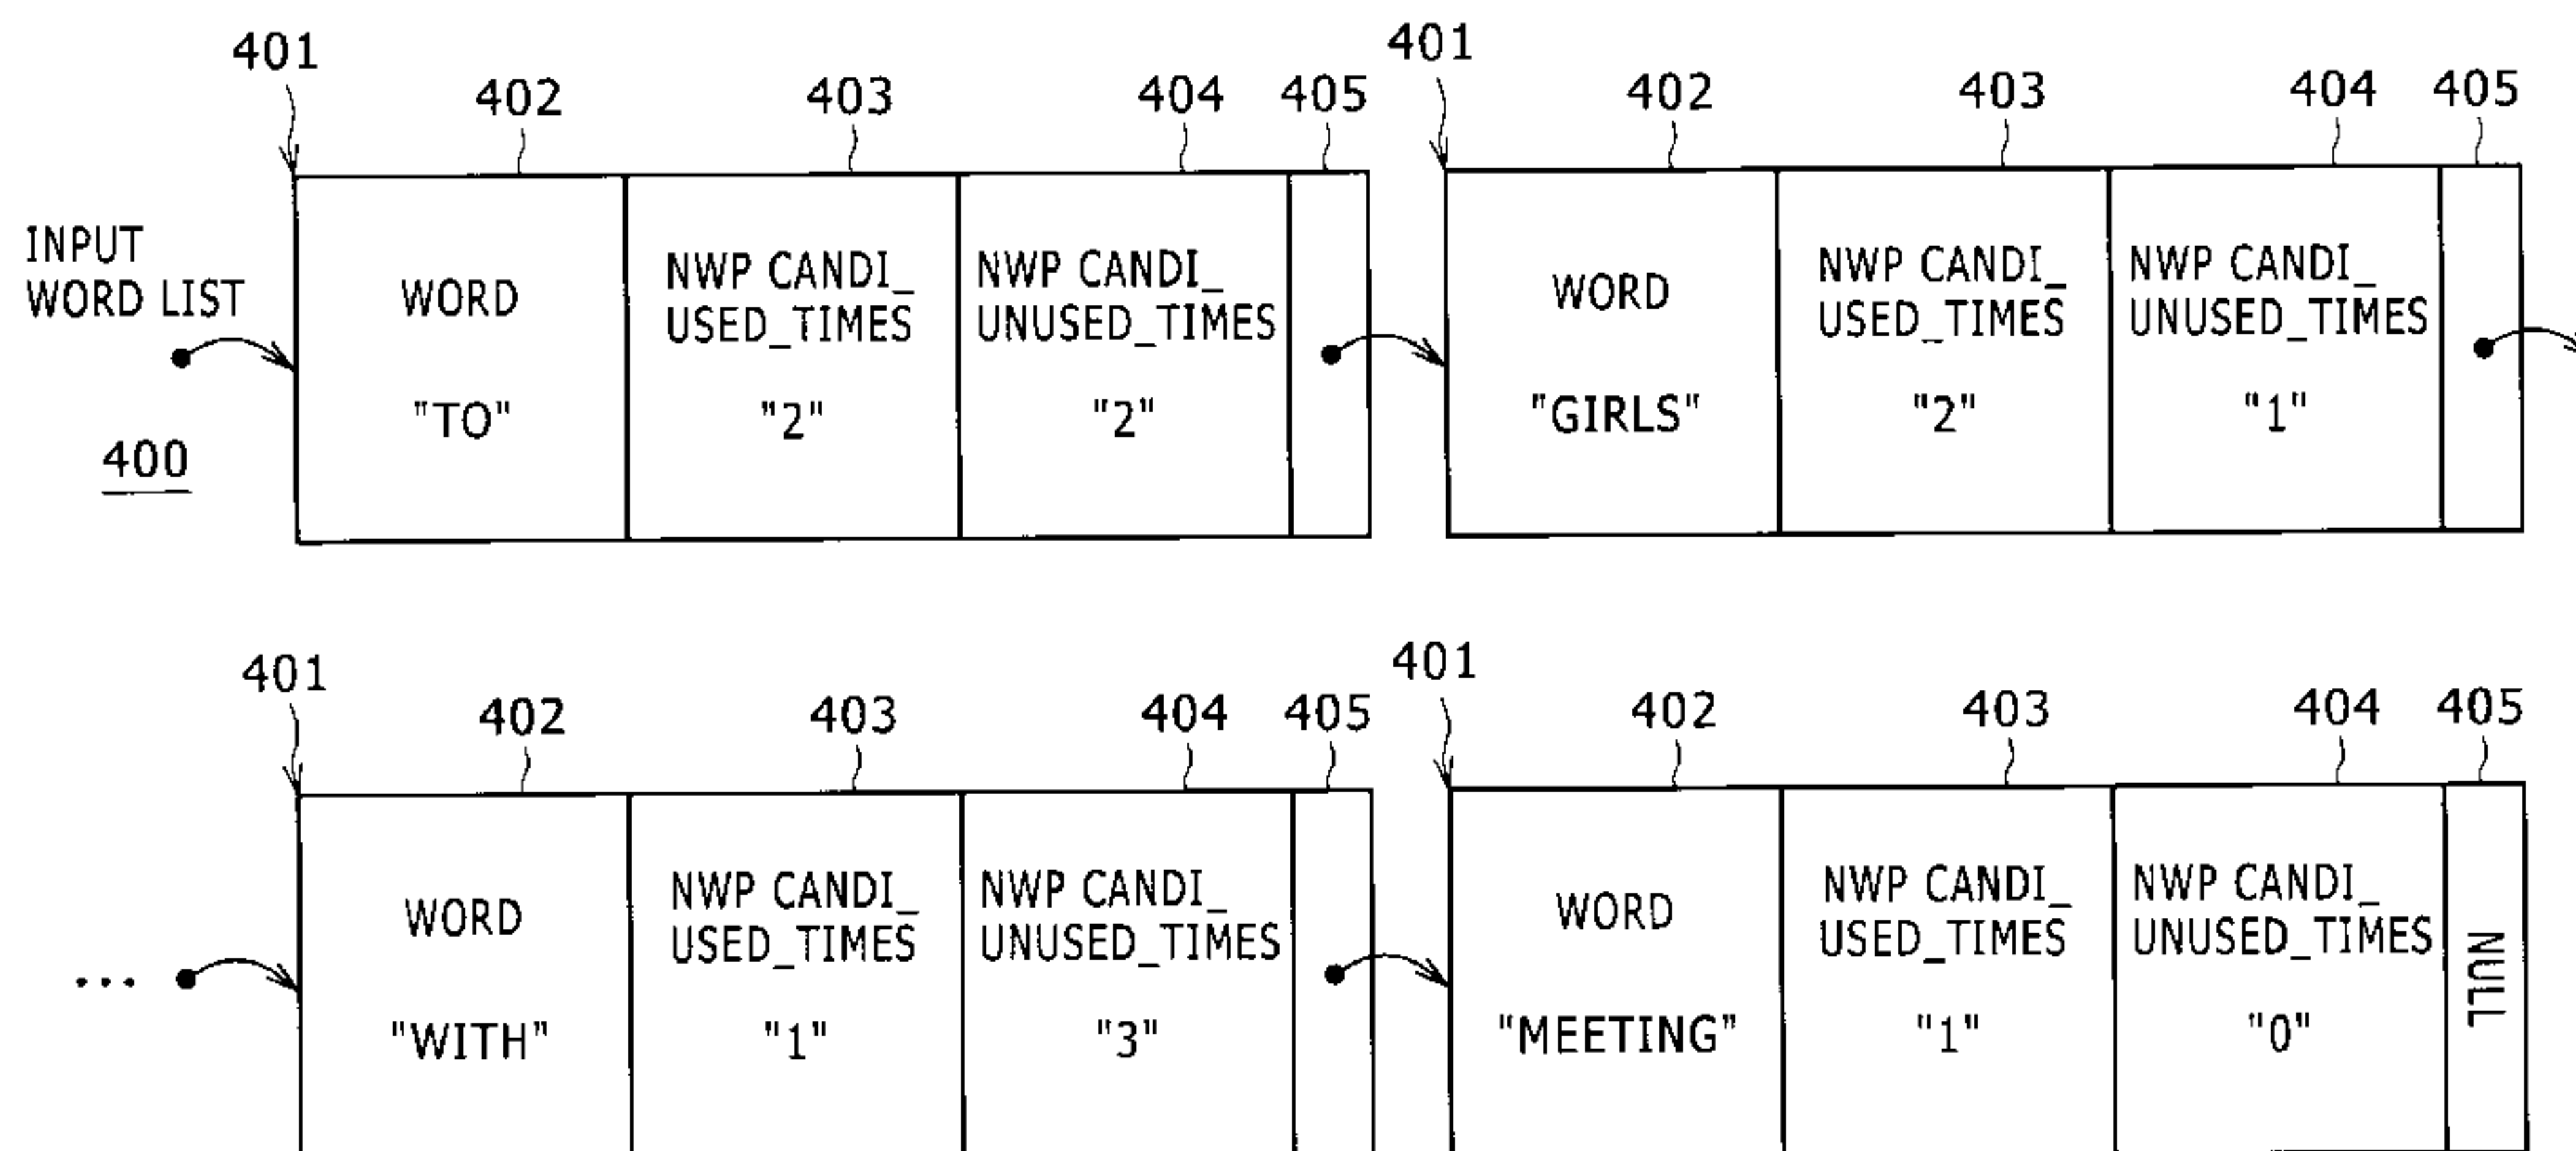 401
401
402
403
404
405
402
403
404
405
INPUT
WORD LIST
400
WORD
"TO"
NWP CANDI_
USED_TIMES
"2"
NWP CANDI_
UNUSED_TIMES
"2"
WORD
"GIRLS"
NWP CANDI_
USED_TIMES
"2"
NWP CANDI_
UNUSED_TIMES
"1"
401
401
402
403
404
405
402
403
404
405
...
WORD
"WITH"
NWP CANDI_
USED_TIMES
"1"
NWP CANDI_
UNUSED_TIMES
"3"
WORD
"MEETING"
NWP CANDI_
USED_TIMES
"1"
NWP CANDI_
UNUSED_TIMES
"0"
NULL